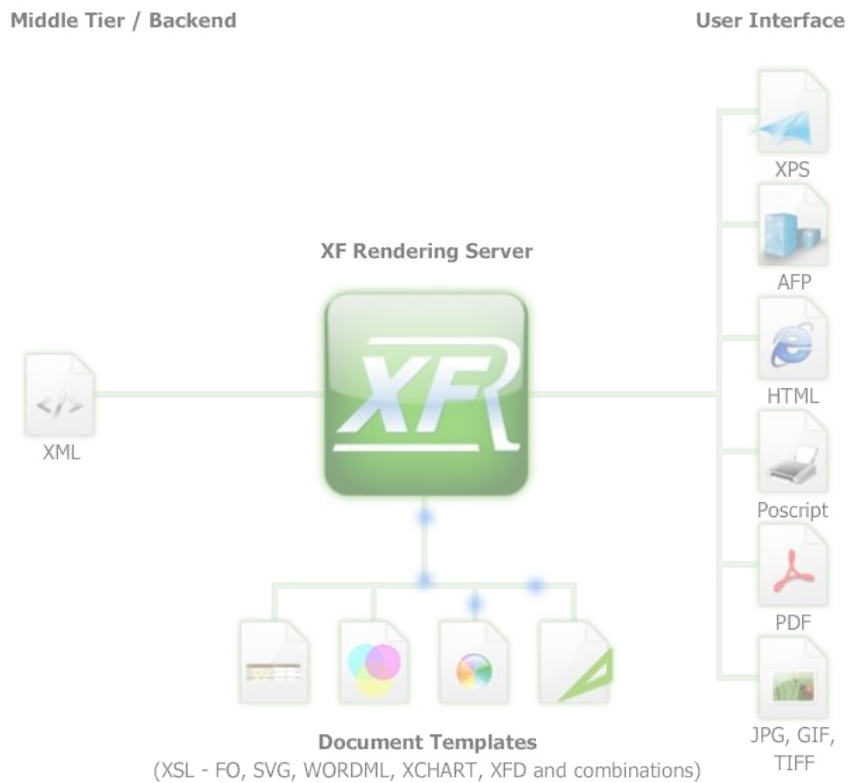 Middle Tier / Backend
User Interface
XPS
AFP
XF Rendering Server
XFR
HTML
</>
XML
Poscript
PDF
JPG, GIF,
TIFF
Document Templates
(XSL - FO, SVG, WORDML, XCHART, XFD and combinations)